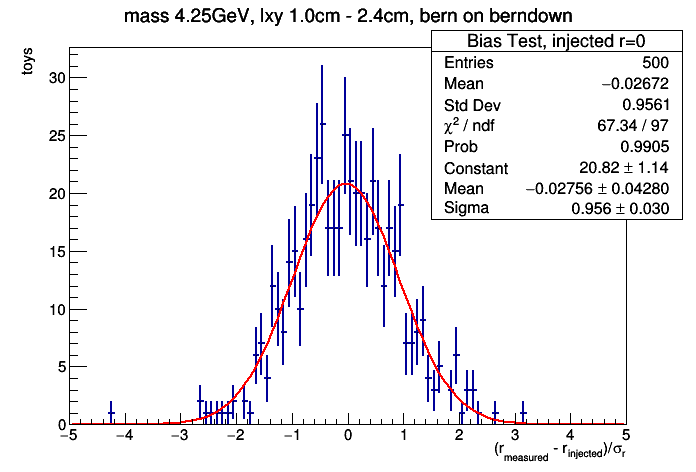 mass 4.25GeV, lxy 1.0cm - 2.4cm, bern on berndown
toys
Bias Test, injected r=0
Entries 500
Mean −0.02672
Std Dev 0.9561
χ² / ndf 67.34 / 97
Prob 0.9905
Constant 20.82 ± 1.14
Mean −0.02756 ± 0.04280
Sigma 0.956 ± 0.030
30
25
20
15
10
5
0
−5 −4 −3 −2 −1 0 1 2 3 4 5
(r_measured - r_injected)/σ_r